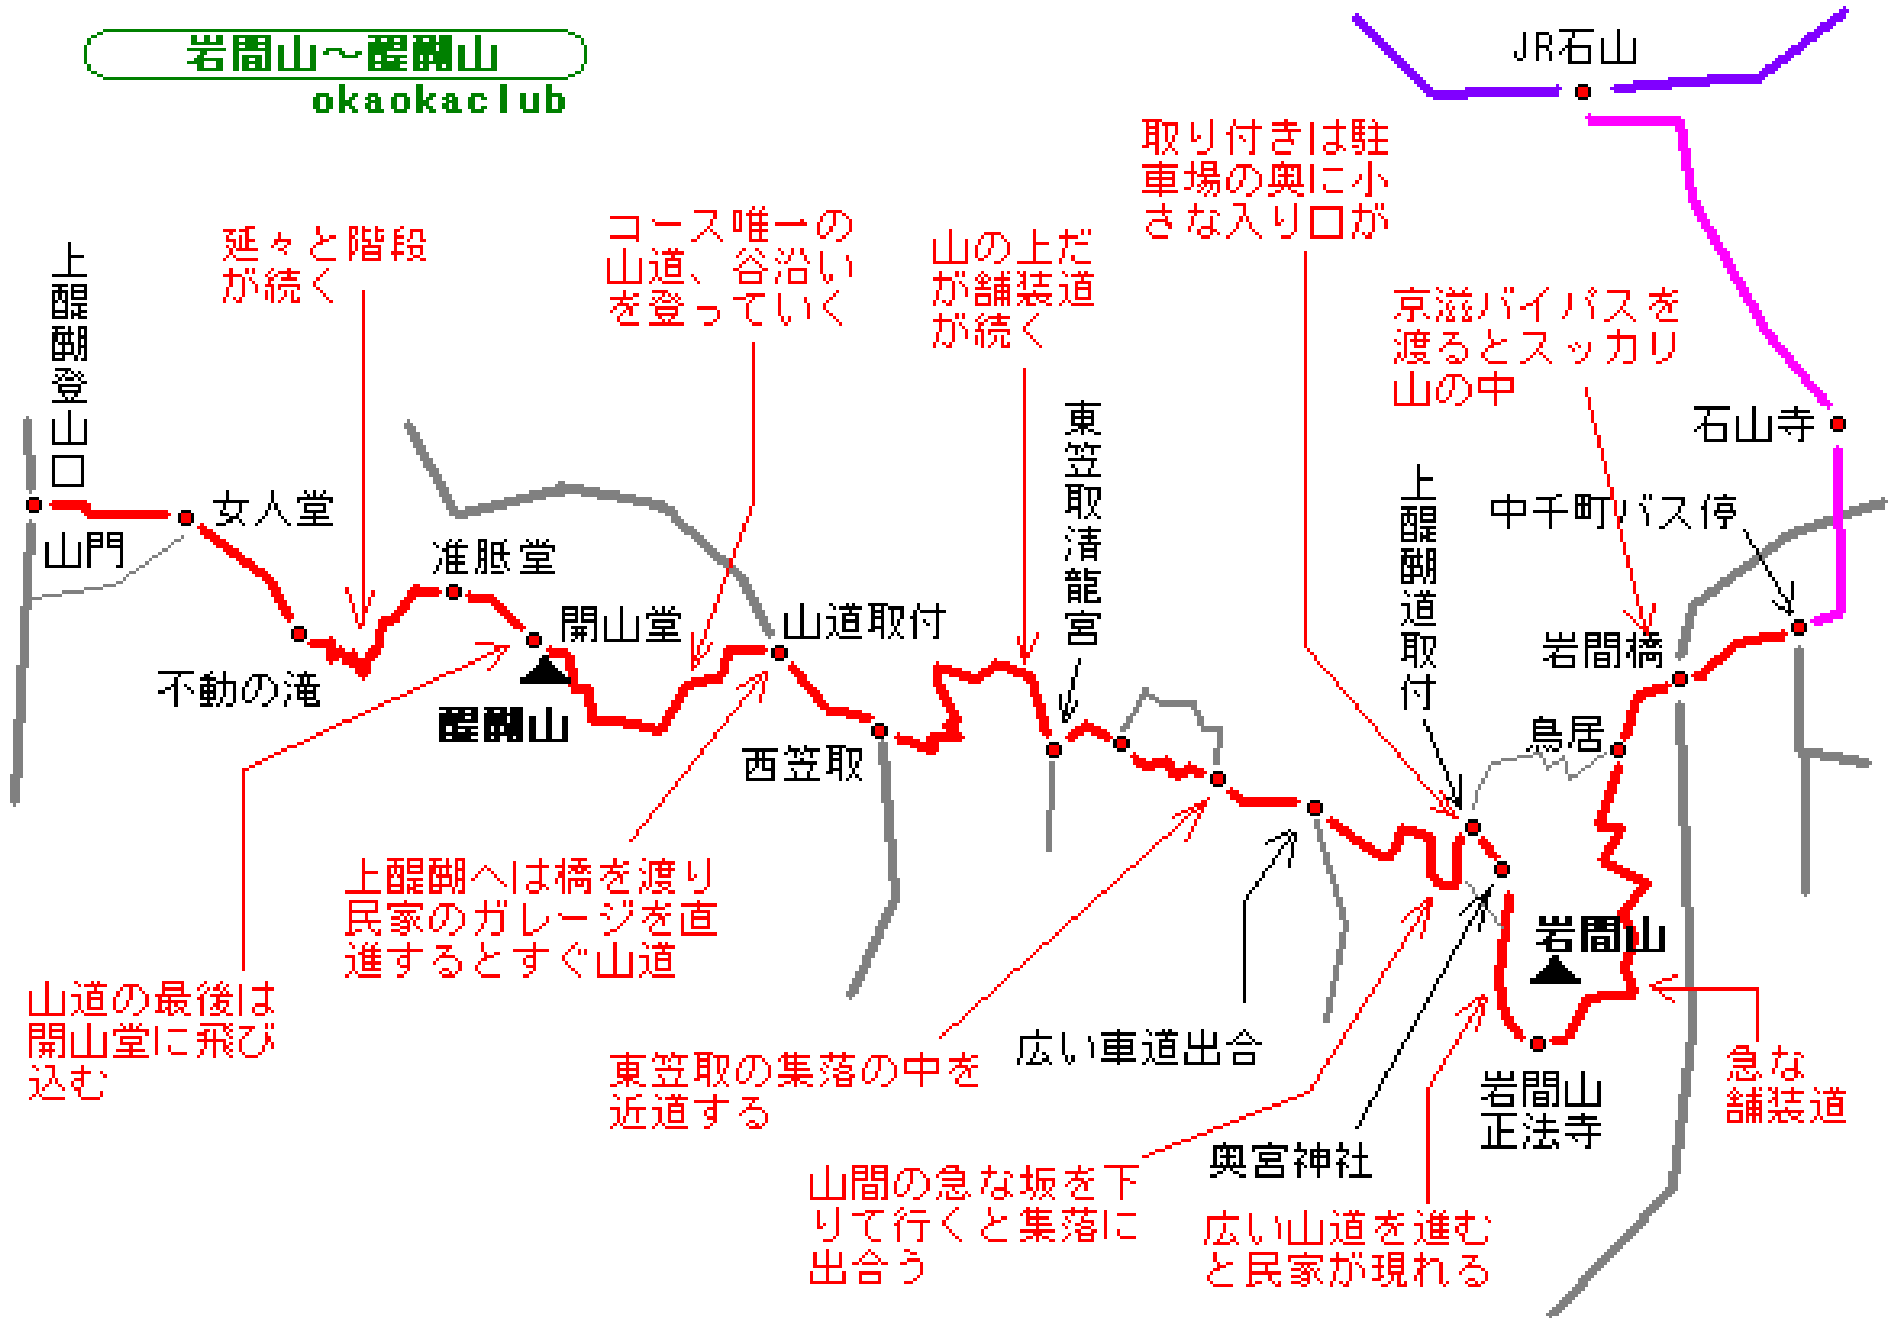 岩間山～醍醐山
okaokaclub
JR石山
取り付きは駐
車場の奥に小
さな入り口が
コース唯一の
山道、谷沿い
を登っていく
延々と階段
が続く
山の上だ
が舗装道
が続く
上醍醐登山口
京滋バイパスを
渡るとスッカリ
山の中
東笠取清龍宮
石山寺
上醍醐道取付
女人堂
中千町バス停
山門
准胝堂
開山堂
山道取付
岩間橋
不動の滝
醍醐山
鳥居
西笠取
上醍醐へは橋を渡り
民家のガレージを直
進するとすぐ山道
岩間山
山道の最後は
開山堂に飛び
込む
広い車道出合
東笠取の集落の中を
近道する
急な
舗装道
岩間山
正法寺
奥宮神社
山間の急な坂を下
りて行くと集落に
出合う
広い山道を進む
と民家が現れる